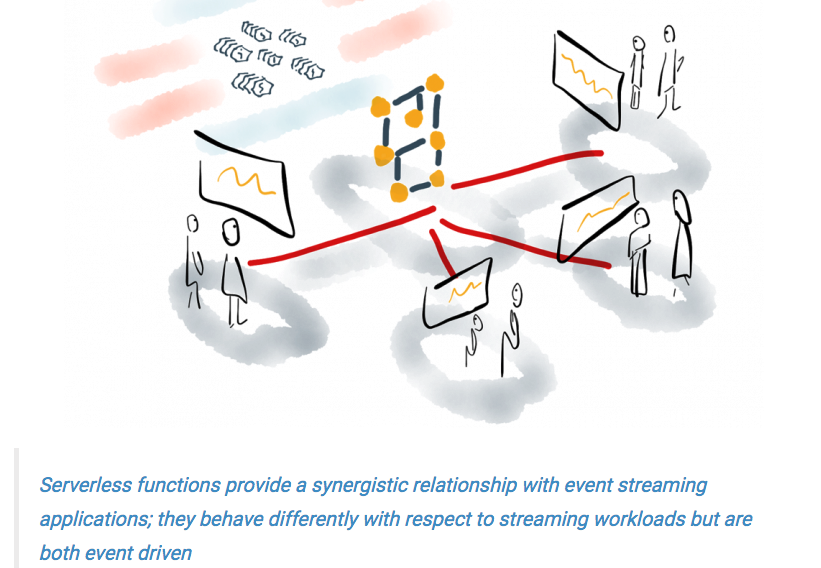 Serverless functions provide a synergistic relationship with event streaming
applications; they behave differently with respect to streaming workloads but are
both event driven